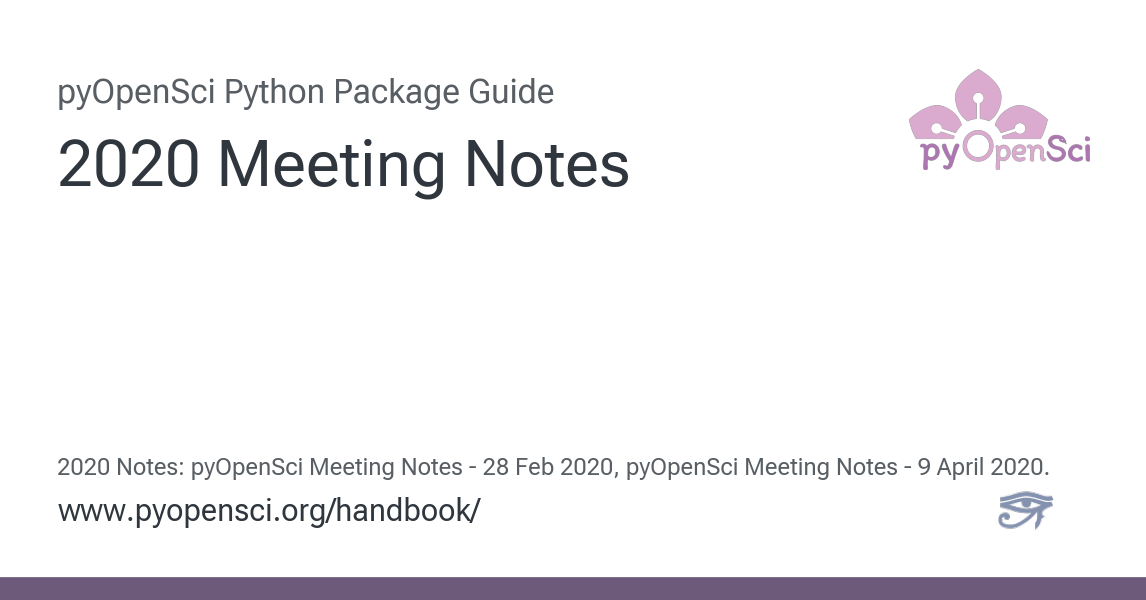 pyOpenSci Python Package Guide
2020 Meeting Notes
pyOpenSci
2020 Notes: pyOpenSci Meeting Notes - 28 Feb 2020, pyOpenSci Meeting Notes - 9 April 2020.
www.pyopensci.org/handbook/